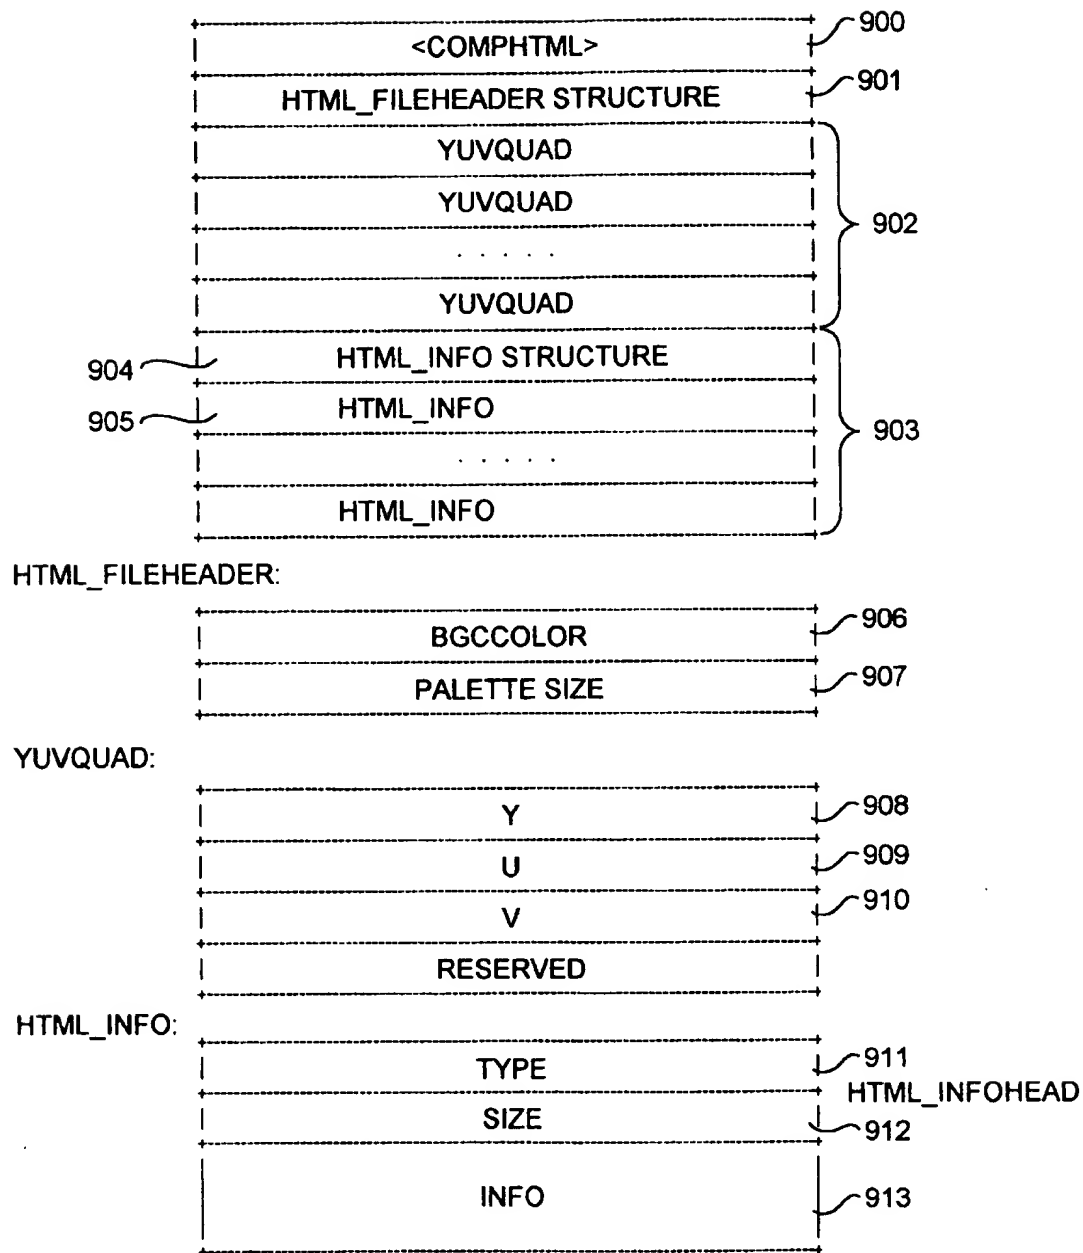 <COMPHTML> 900
HTML_FILEHEADER STRUCTURE 901
YUVQUAD
YUVQUAD
902
. . . . .
YUVQUAD
904 HTML_INFO STRUCTURE
905 HTML_INFO
903
. . . . .
HTML_INFO
HTML_FILEHEADER:
BGCCOLOR 906
PALETTE SIZE 907
YUVQUAD:
Y 908
U 909
V 910
RESERVED
HTML_INFO:
TYPE 911
HTML_INFOHEAD
SIZE 912
INFO 913